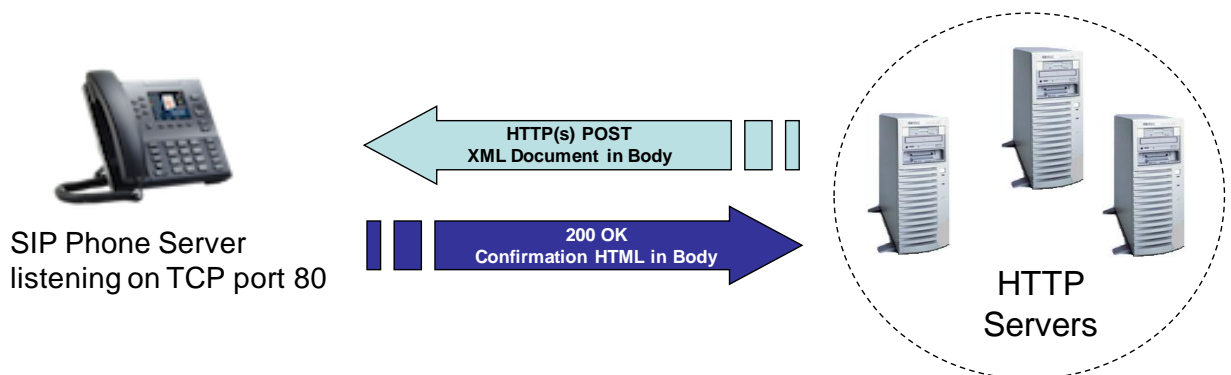 HTTP(s) POST
XML Document in Body
SIP Phone Server
listening on TCP port 80
200 OK
Confirmation HTML in Body
HTTP
Servers